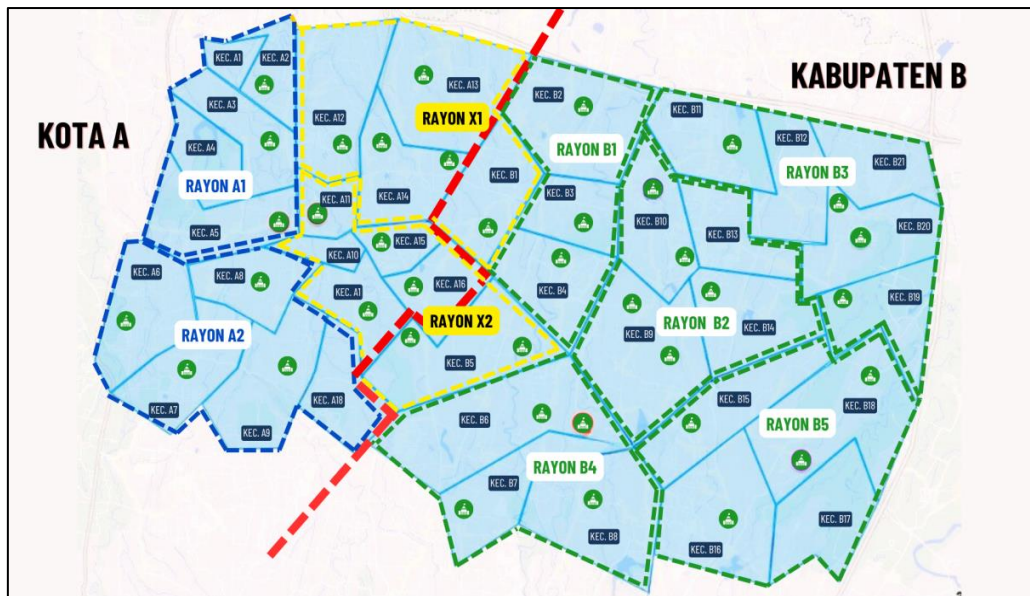 KOTA A
KABUPATEN B
KEC. A1
KEC. A2
KEC. A3
KEC. A4
RAYON A1
KEC. A5
KEC. A12
KEC. A13
RAYON X1
KEC. A14
KEC. A11
KEC. B1
KEC. A6
KEC. A8
RAYON A2
KEC. A7
KEC. A9
KEC. A18
KEC. A10
KEC. A15
KEC. A1
KEC. A16
RAYON X2
KEC. B5
KEC. B2
RAYON B1
KEC. B3
KEC. B4
KEC. B11
KEC. B12
KEC. B21
RAYON B3
KEC. B20
KEC. B19
KEC. B10
KEC. B13
RAYON B2
KEC. B9
KEC. B14
KEC. B6
RAYON B4
KEC. B7
KEC. B8
KEC. B15
KEC. B18
RAYON B5
KEC. B17
KEC. B16